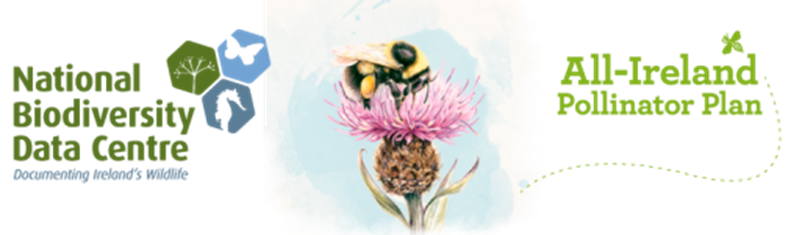 National
Biodiversity
Data Centre
Documenting Ireland's Wildlife
All-Ireland
Pollinator Plan